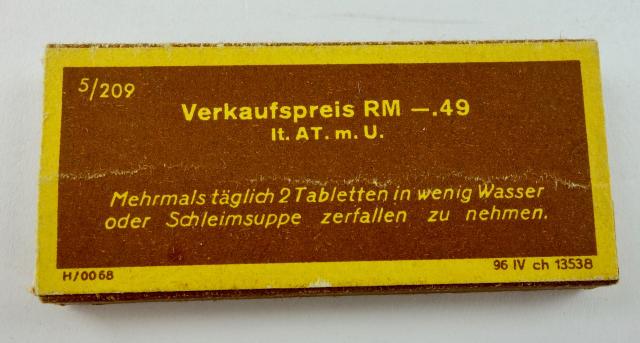 5/209
Verkaufspreis RM —.49
lt. AT. m. U.
Mehrmals täglich 2 Tabletten in wenig Wasser
oder Schleimsuppe zerfallen zu nehmen.
H/0068
96 IV ch 13538